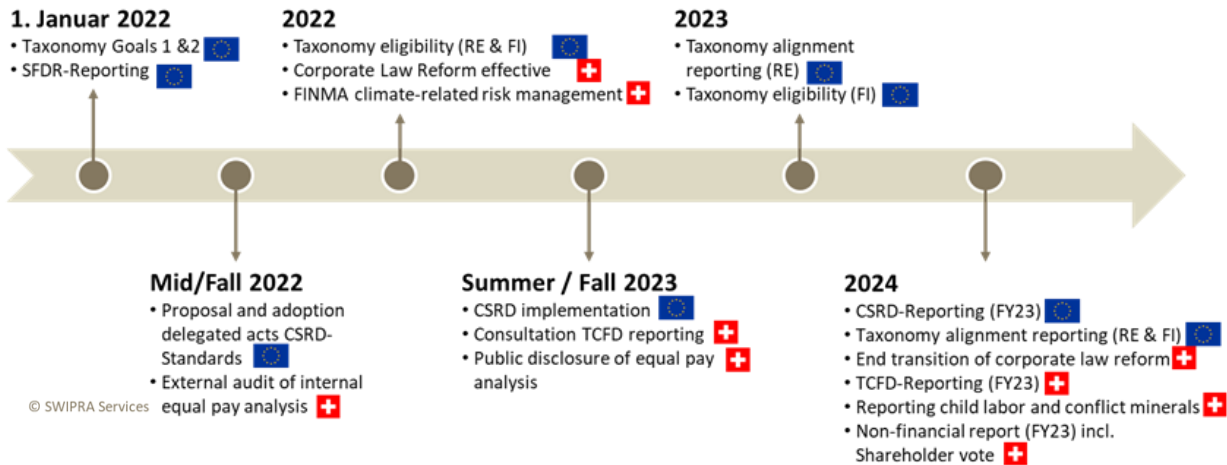 1. Januar 2022
• Taxonomy Goals 1 &2
• SFDR-Reporting
2022
• Taxonomy eligibility (RE & FI)
• Corporate Law Reform effective
• FINMA climate-related risk management
2023
• Taxonomy alignment
reporting (RE)
• Taxonomy eligibility (FI)
Mid/Fall 2022
• Proposal and adoption
delegated acts CSRD-
Standards
• External audit of internal
equal pay analysis
Summer / Fall 2023
• CSRD implementation
• Consultation TCFD reporting
• Public disclosure of equal pay
analysis
2024
• CSRD-Reporting (FY23)
• Taxonomy alignment reporting (RE & FI)
• End transition of corporate law reform
• TCFD-Reporting (FY23)
• Reporting child labor and conflict minerals
• Non-financial report (FY23) incl.
Shareholder vote
© SWIPRA Services